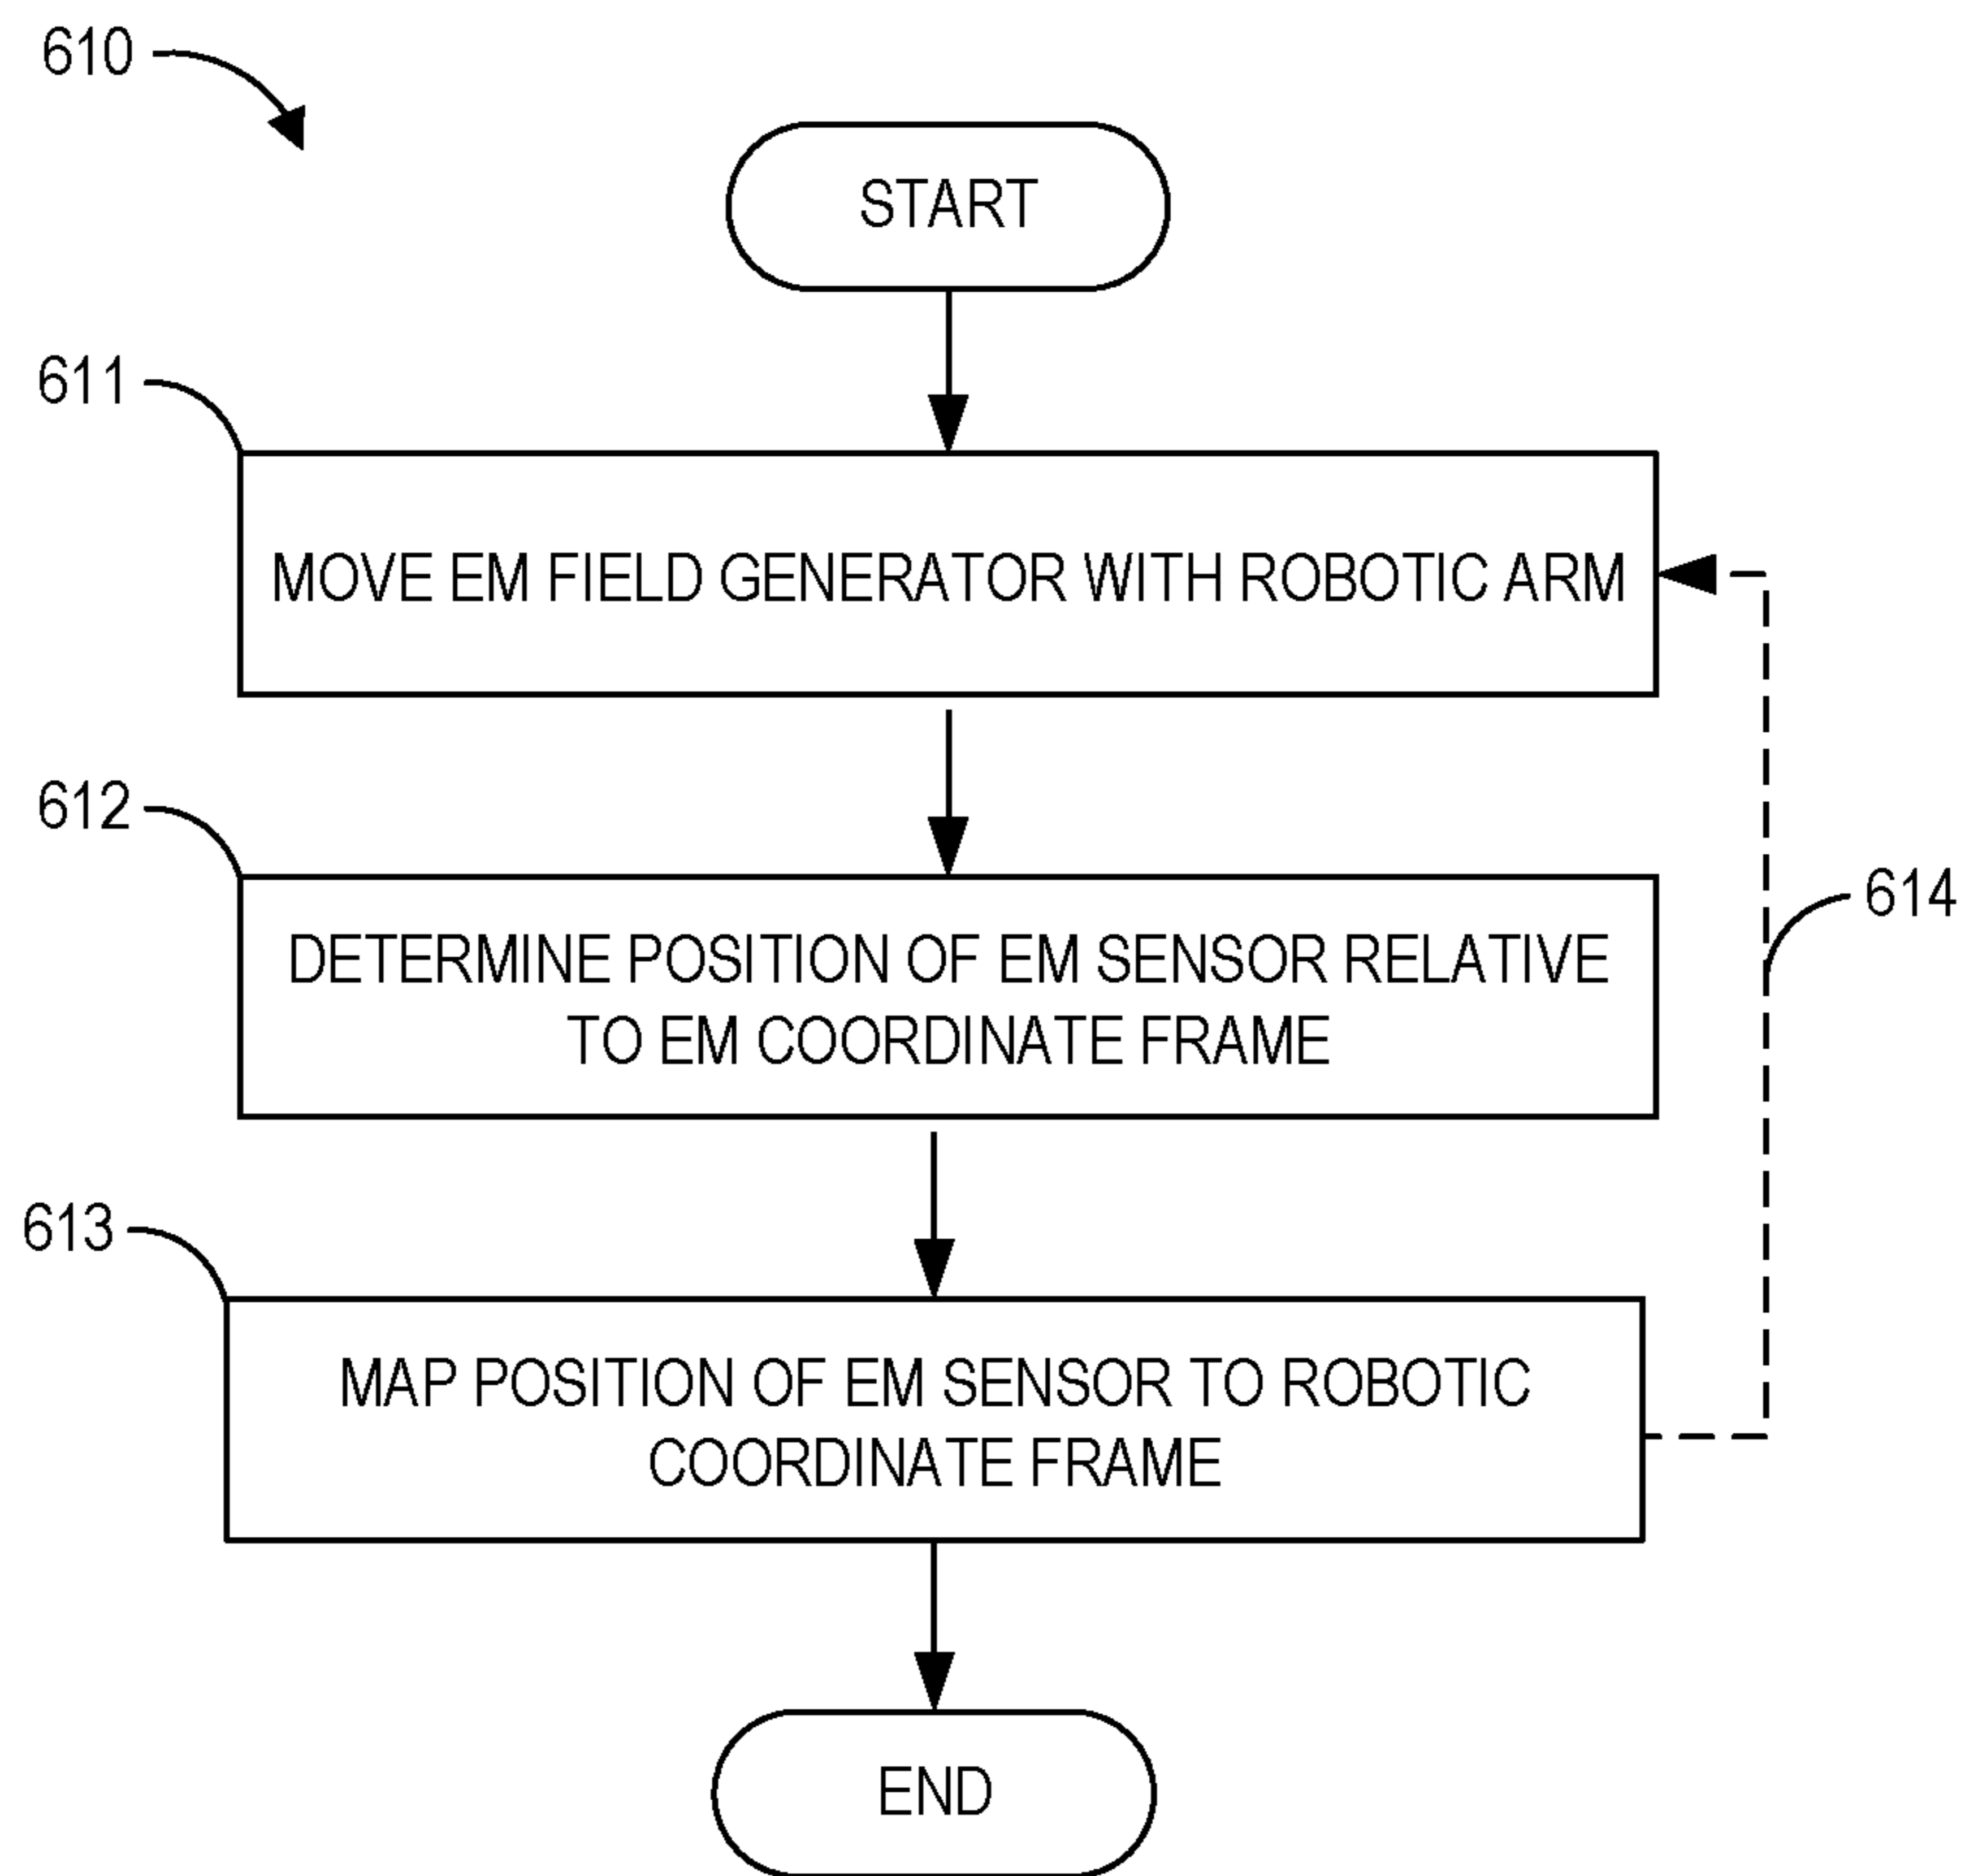 610
START
611
MOVE EM FIELD GENERATOR WITH ROBOTIC ARM
612
DETERMINE POSITION OF EM SENSOR RELATIVE
TO EM COORDINATE FRAME
614
613
MAP POSITION OF EM SENSOR TO ROBOTIC
COORDINATE FRAME
END